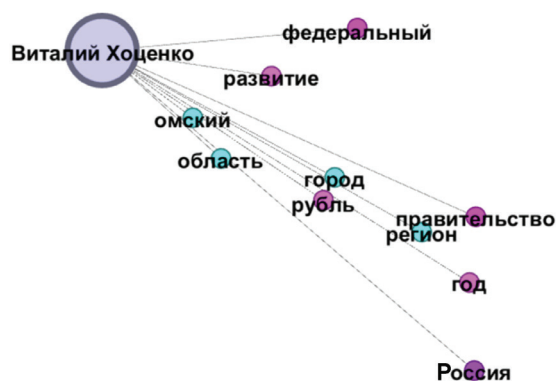 федеральный
Виталий Хоценко
развитие
омский
область
город
рубль
правительство
регион
год
Россия